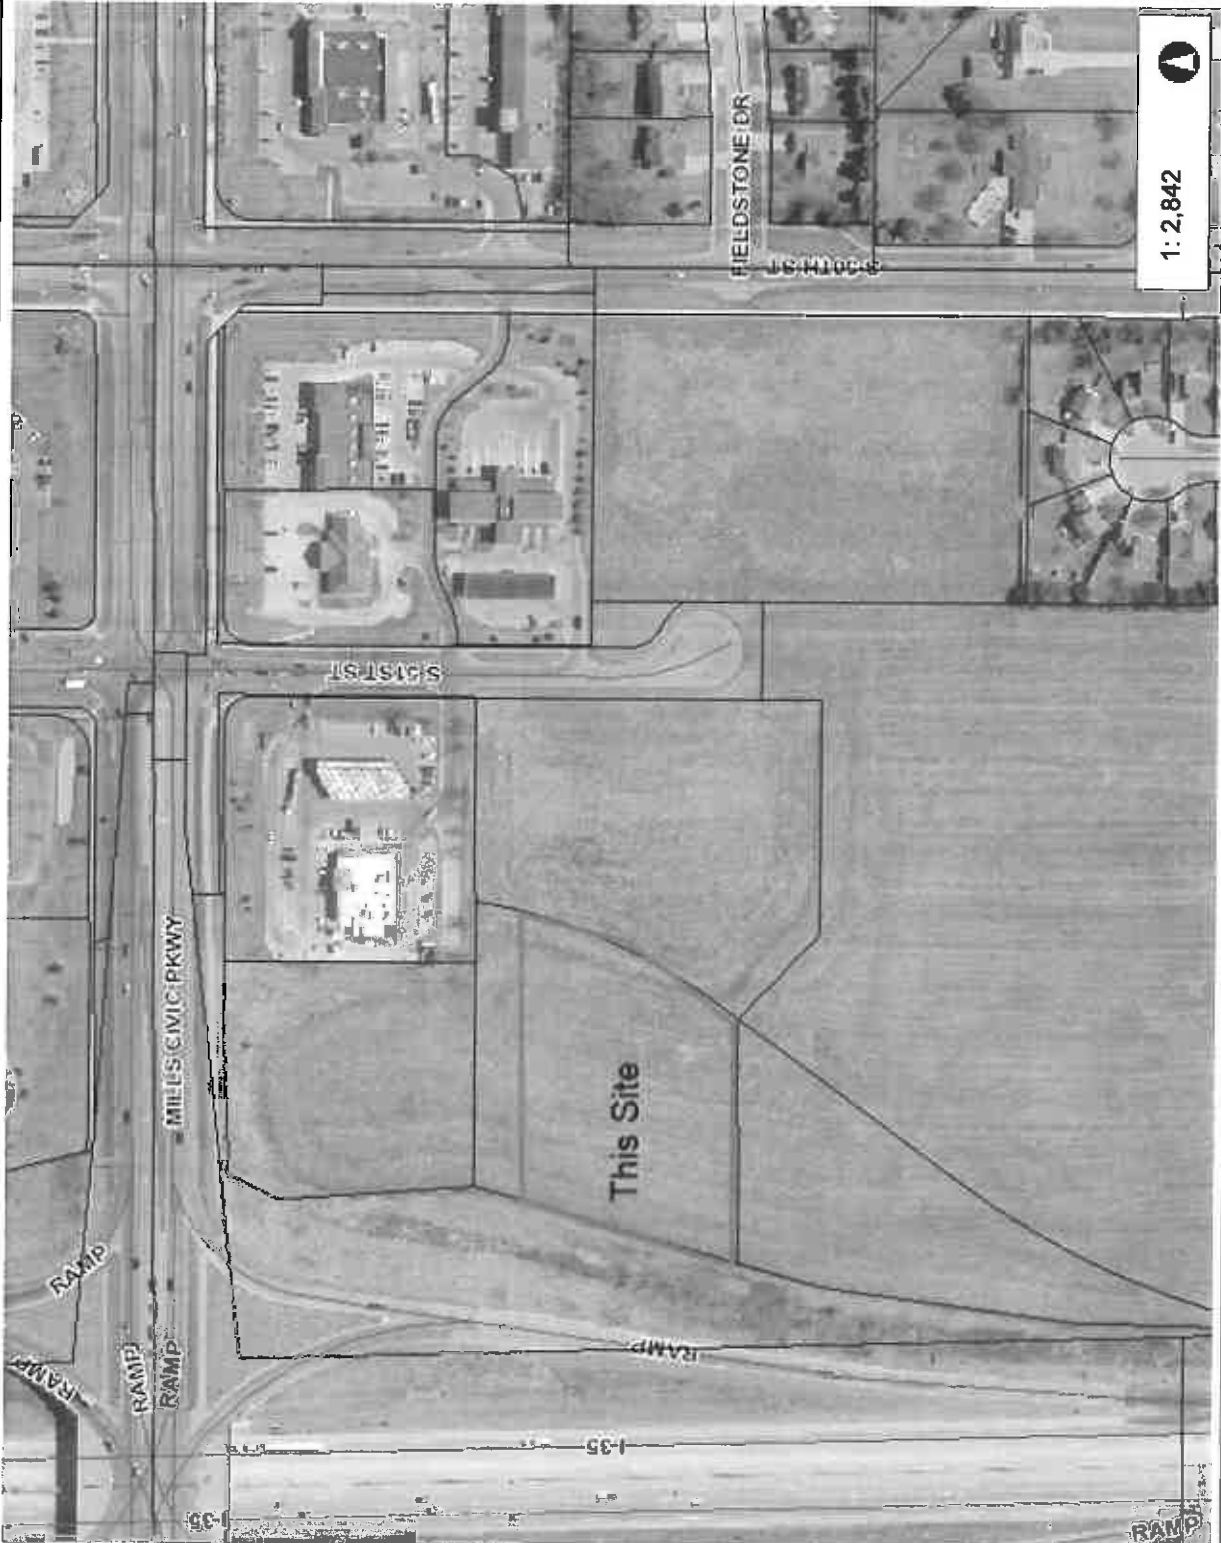 1: 2,842
FIELDSTONE DR
S 50TH ST
S 51ST ST
MILLS CIVIC PKWY
This Site
RAMP
RAMP
RAMP
RAMP
RAMP
I-35
I-35
RAMP